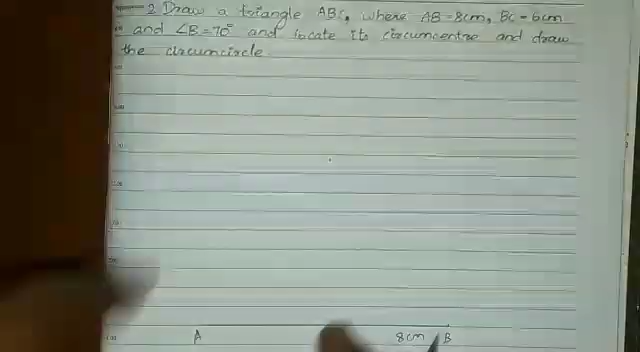 2 Draw a triangle ABC, where AB = 8cm, BC = 6cm
and ∠B = 70° and locate its circumcentre and draw
the circumcircle
A 8cm B